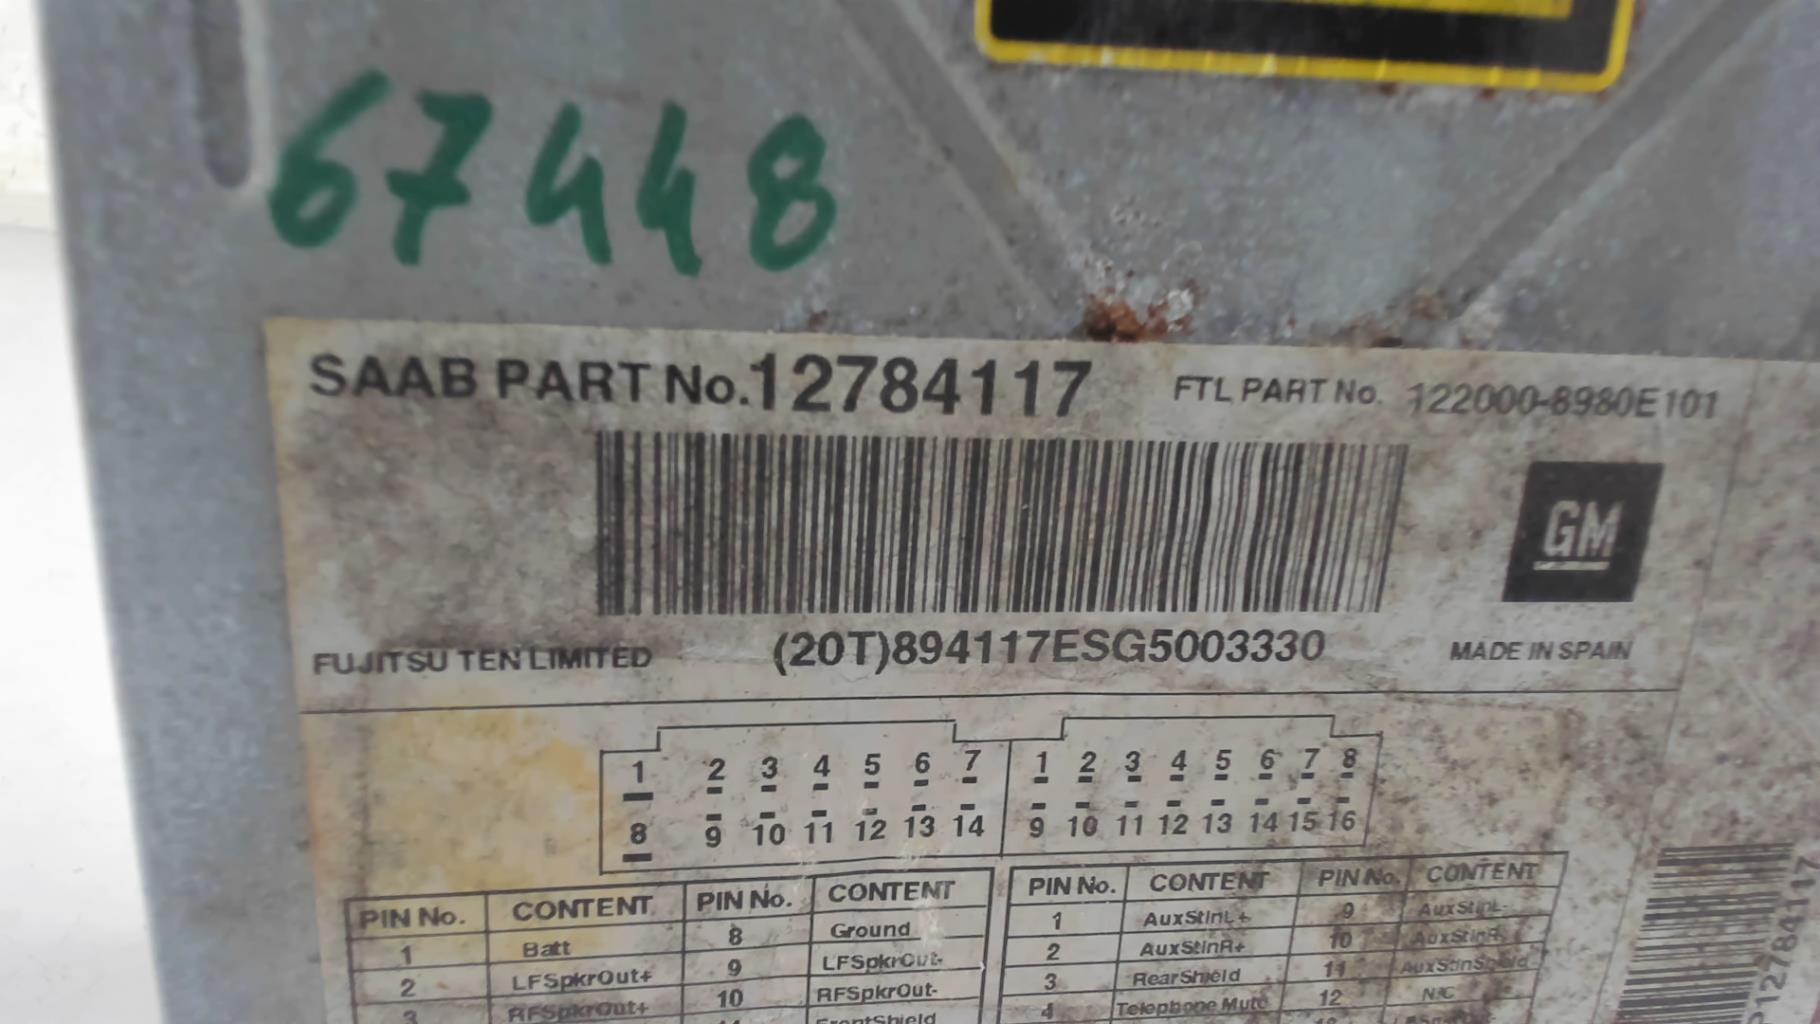 67448
SAAB PART No.12784117 FTL PART No. 122000-8980E101
GM
FUJITSU TEN LIMITED (20T)894117ESG5003330 MADE IN SPAIN
1 2 3 4 5 6 7 1 2 3 4 5 6 7 8
8 9 10 11 12 13 14 9 10 11 12 13 14 15 16
PIN No. CONTENT PIN No. CONTENT PIN No. CONTENT PIN No. CONTENT
1 Batt 8 Ground 1 AuxStInL+ 9 AuxStInL-
2 LFSpkrOut+ 9 LFSpkrOut- 2 AuxStInR+ 10 AuxStInR-
3 RFSpkrOut+ 10 RFSpkrOut- 3 RearShield 11 AuxStInShield
FrontShield 4 Telephone Mute 12 N/C
P12784117